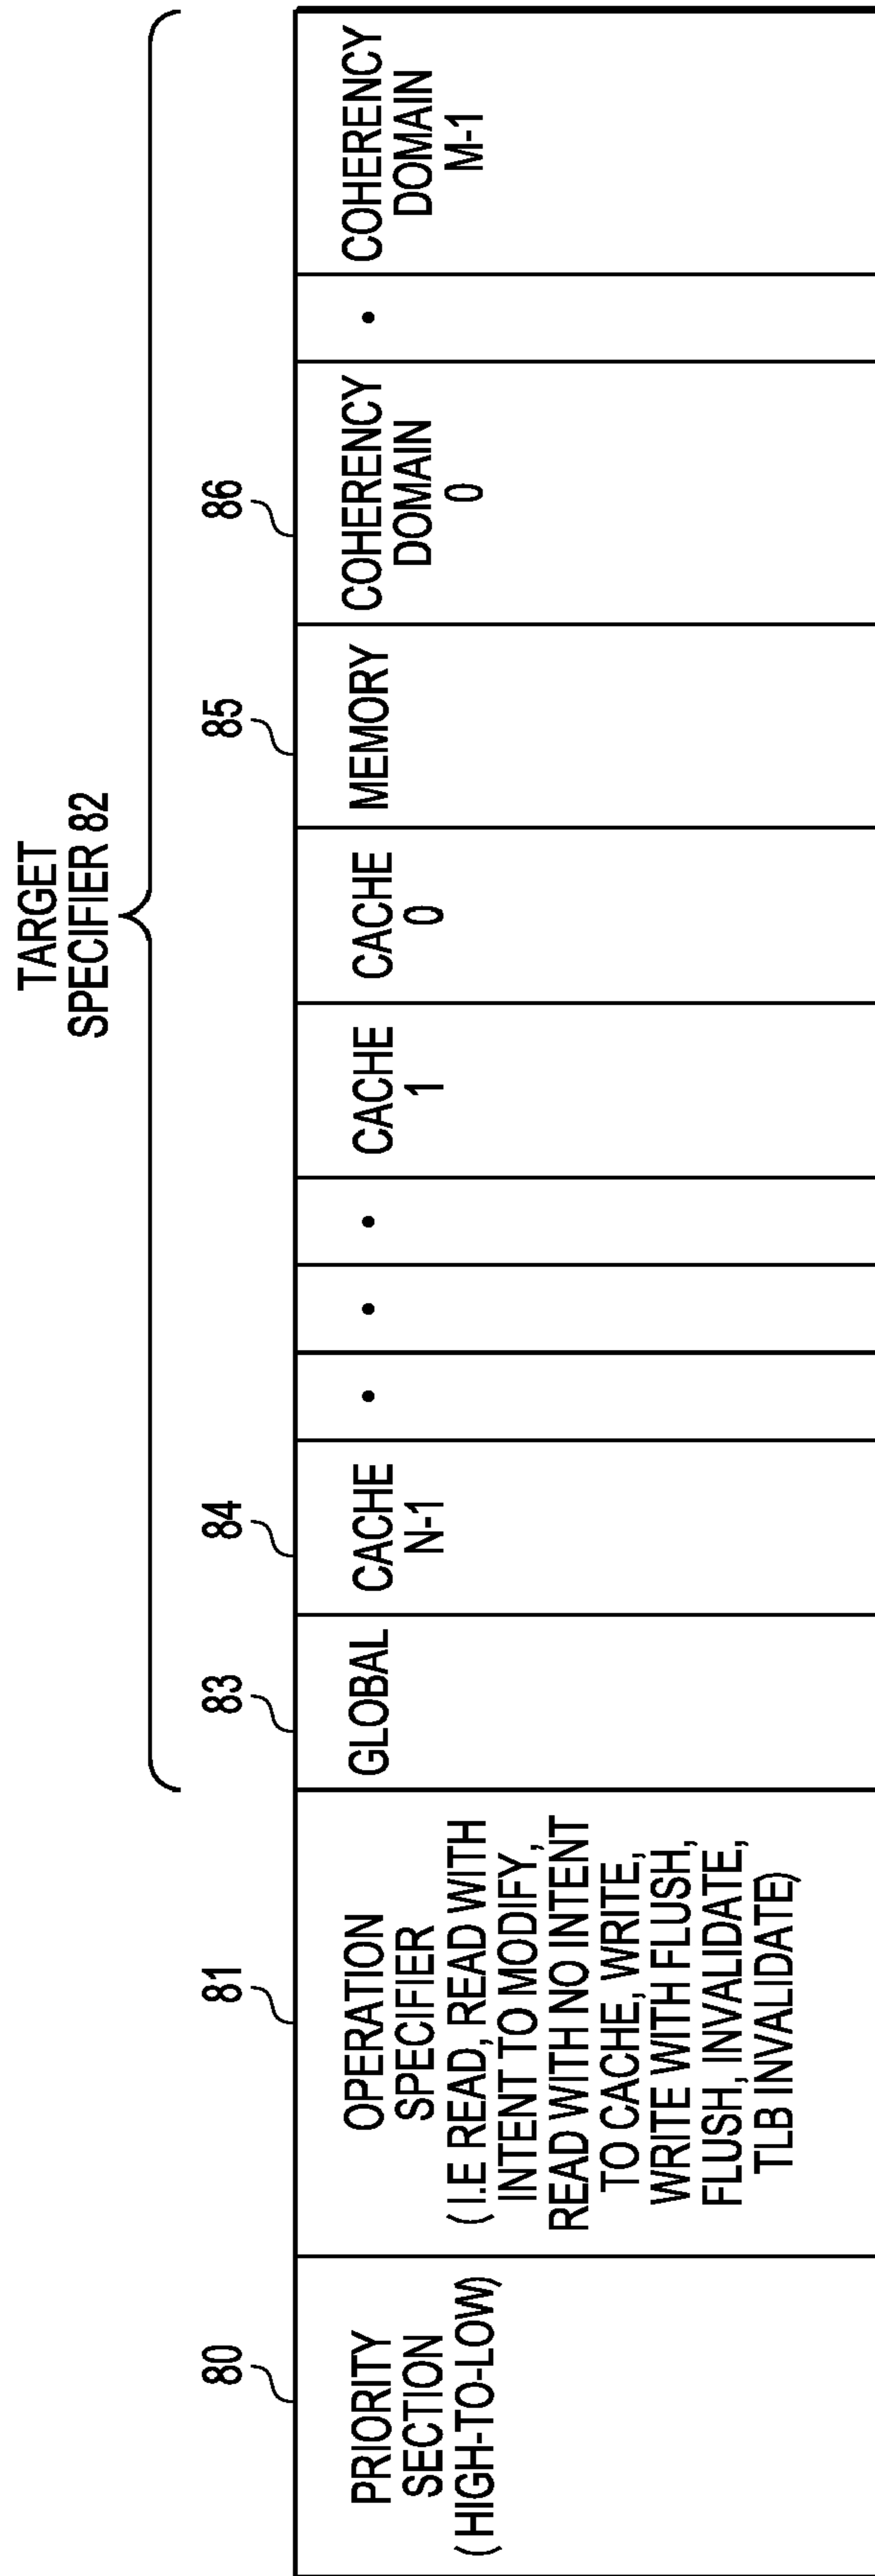 TARGET
SPECIFIER 82
80
81
83
84
85
86
PRIORITY
SECTION
(HIGH-TO-LOW)
OPERATION
SPECIFIER
(I.E READ, READ WITH
INTENT TO MODIFY,
READ WITH NO INTENT
TO CACHE, WRITE,
WRITE WITH FLUSH,
FLUSH, INVALIDATE,
TLB INVALIDATE)
GLOBAL
CACHE
N-1
•
•
•
CACHE
1
CACHE
0
MEMORY
COHERENCY
DOMAIN
0
•
COHERENCY
DOMAIN
M-1